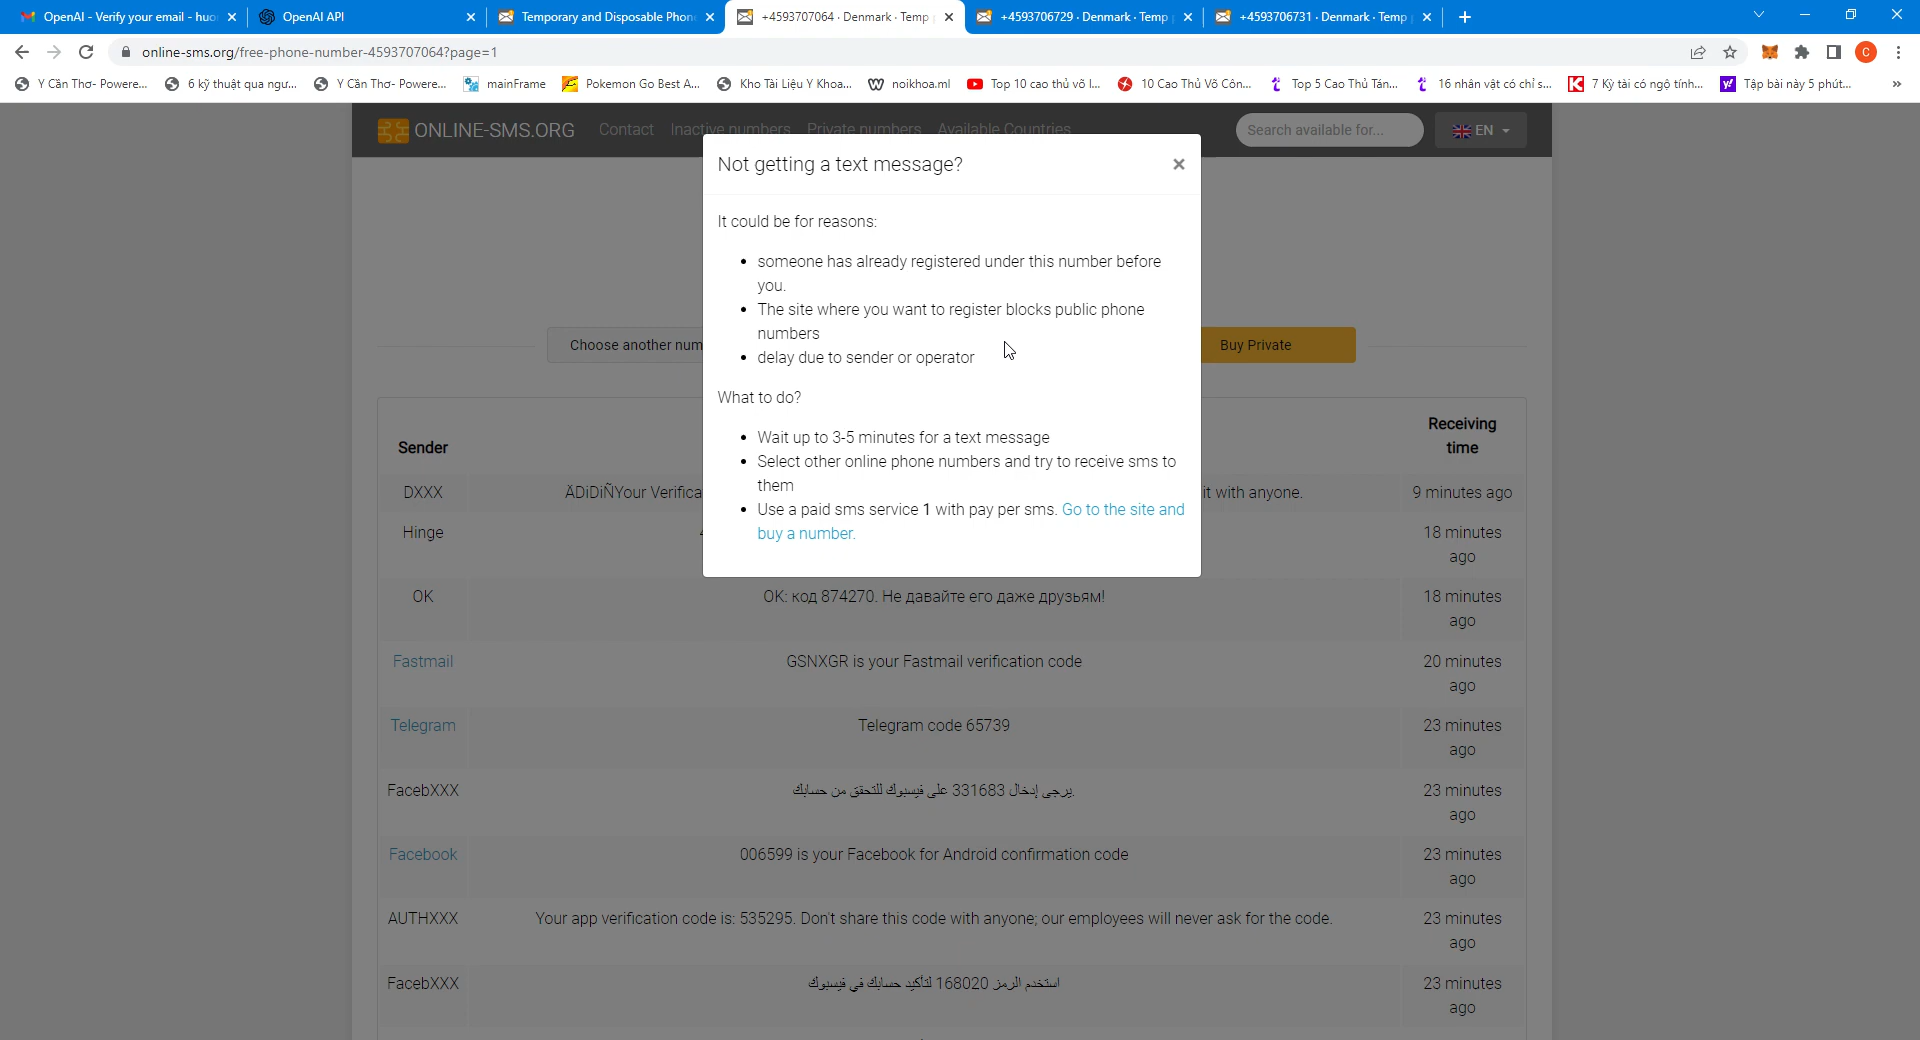 OpenAI - Verify your email - huo
OpenAI API
Temporary and Disposable Phon
+4593707064 · Denmark · Temp
+4593706729 · Denmark · Temp
+4593706731 · Denmark · Temp
online-sms.org/free-phone-number-4593707064?page=1
C
Y Cần Thơ- Powere...
6 kỹ thuật qua ngư...
Y Cần Thơ- Powere...
mainFrame
Pokemon Go Best A...
Kho Tài Liệu Y Khoa...
noikhoa.ml
Top 10 cao thủ võ l...
10 Cao Thủ Võ Côn...
Top 5 Cao Thủ Tán...
16 nhân vật có chỉ s...
7 Kỳ tài có ngộ tính...
Tập bài này 5 phút...
ONLINE-SMS.ORG Contact Inactive numbers Private numbers Available Countries
Search available for...
EN
Not getting a text message?
It could be for reasons:
someone has already registered under this number before
you.
The site where you want to register blocks public phone
numbers
delay due to sender or operator
What to do?
Wait up to 3-5 minutes for a text message
Select other online phone numbers and try to receive sms to
them
Use a paid sms service 1 with pay per sms. Go to the site and
buy a number.
Choose another num
Buy Private
Sender
Receiving
time
DXXX
ÄDiDiÑYour Verifica
it with anyone.
9 minutes ago
Hinge
18 minutes
ago
OK
OK: код 874270. Не давайте его даже друзьям!
18 minutes
ago
Fastmail
GSNXGR is your Fastmail verification code
20 minutes
ago
Telegram
Telegram code 65739
23 minutes
ago
FacebXXX
يرجى إدخال 331683 على فيسبوك للتحقق من حسابك.
23 minutes
ago
Facebook
006599 is your Facebook for Android confirmation code
23 minutes
ago
AUTHXXX
Your app verification code is: 535295. Don't share this code with anyone; our employees will never ask for the code.
23 minutes
ago
FacebXXX
استخدم الرمز 168020 لتأكيد حسابك في فيسبوك
23 minutes
ago